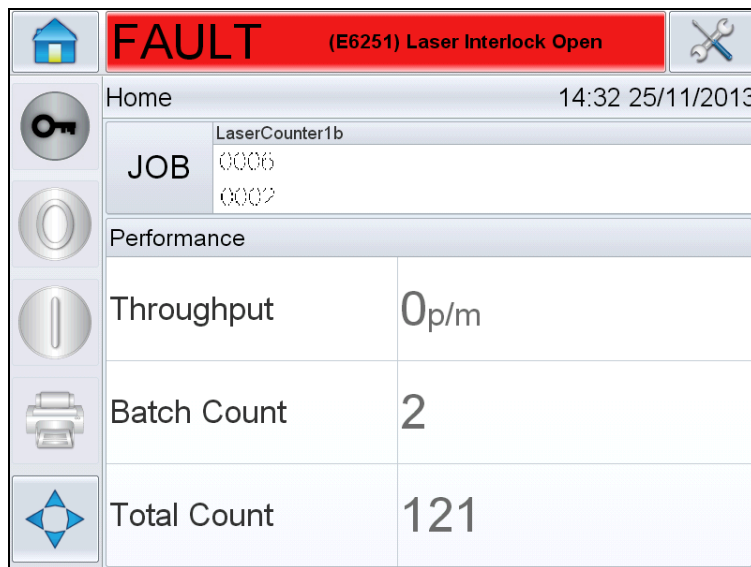 FAULT (E6251) Laser Interlock Open
Home 14:32 25/11/2013
LaserCounter1b
JOB
0006
0002
Performance
Throughput 0p/m
Batch Count 2
Total Count 121